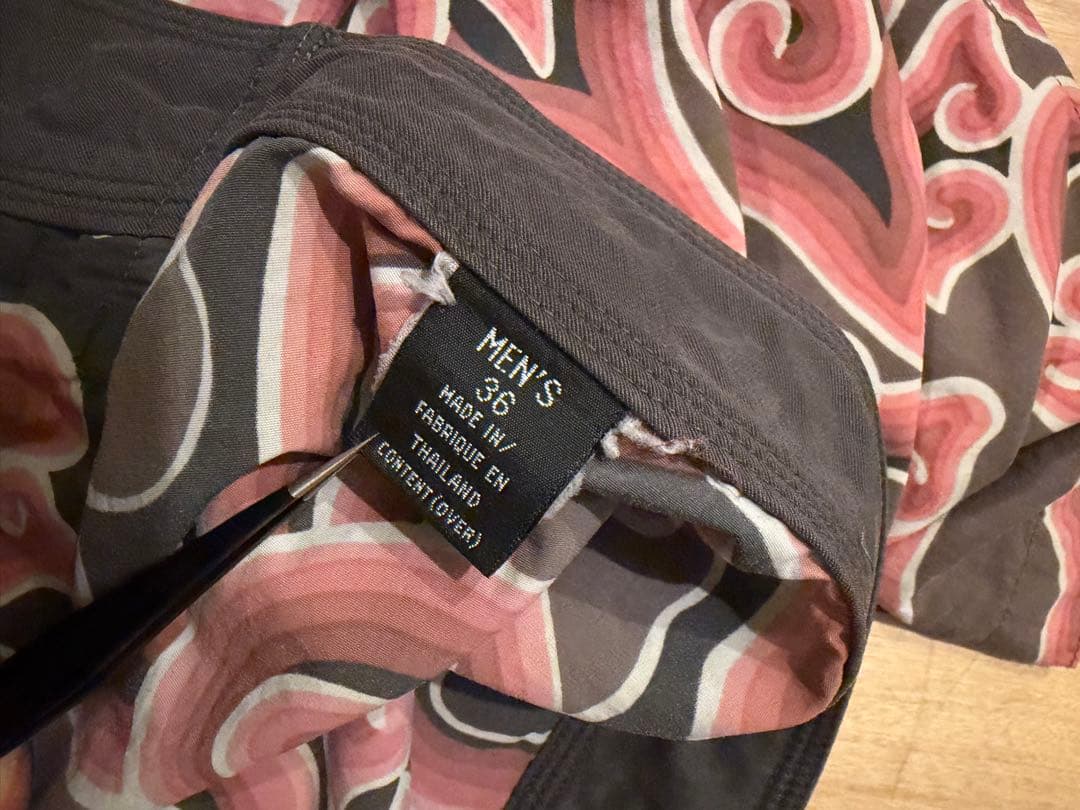 MEN'S
36
MADE IN/
FABRIQUE EN
THAILAND
CONTENT(OVER)